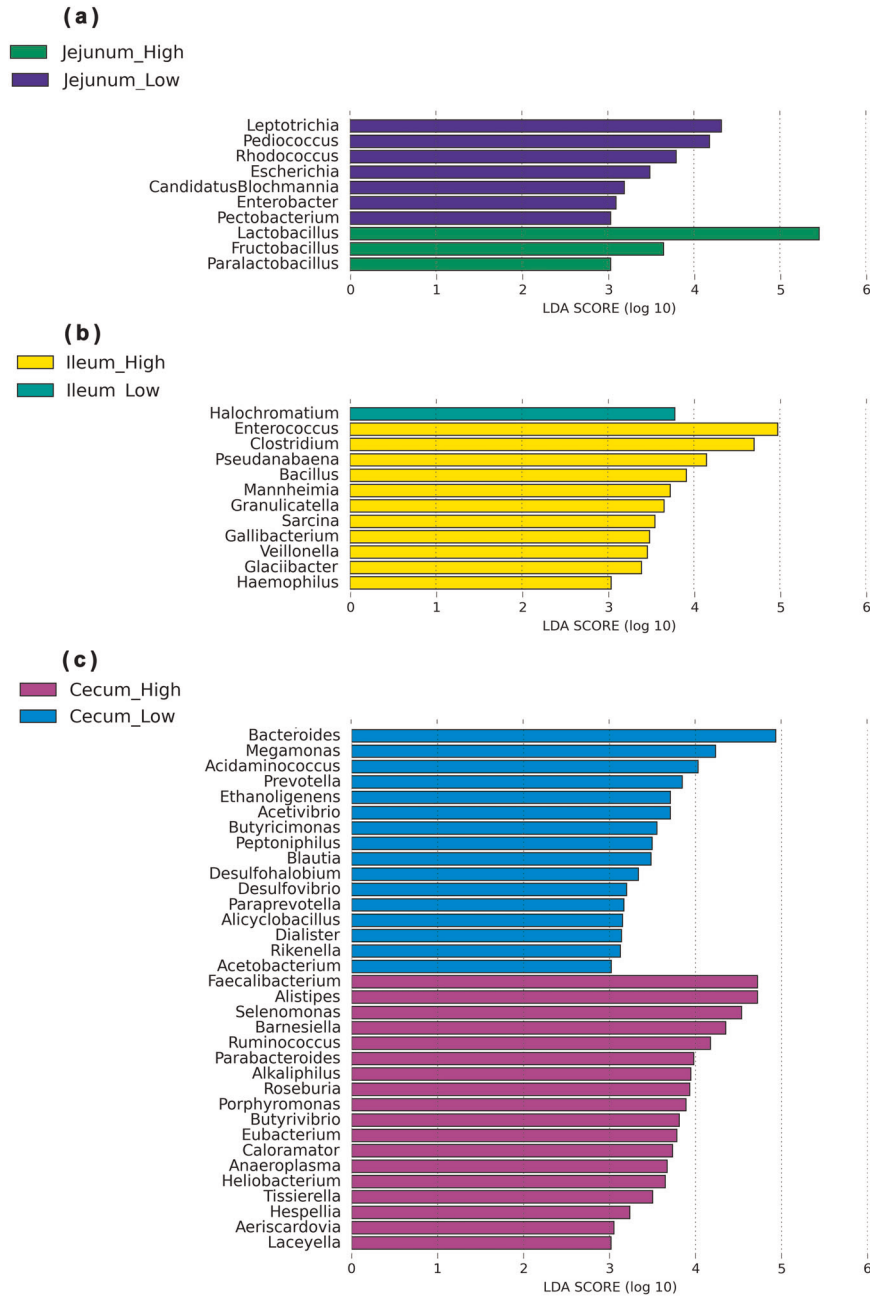 (a)
Jejunum_High
Jejunum_Low
Leptotrichia
Pediococcus
Rhodococcus
Escherichia
CandidatusBlochmannia
Enterobacter
Pectobacterium
Lactobacillus
Fructobacillus
Paralactobacillus
0 1 2 3 4 5 6
LDA SCORE (log 10)
(b)
Ileum_High
Ileum Low
Halochromatium
Enterococcus
Clostridium
Pseudanabaena
Bacillus
Mannheimia
Granulicatella
Sarcina
Gallibacterium
Veillonella
Glaciibacter
Haemophilus
0 1 2 3 4 5 6
LDA SCORE (log 10)
(c)
Cecum_High
Cecum_Low
Bacteroides
Megamonas
Acidaminococcus
Prevotella
Ethanoligenens
Acetivibrio
Butyricimonas
Peptoniphilus
Blautia
Desulfohalobium
Desulfovibrio
Paraprevotella
Alicyclobacillus
Dialister
Rikenella
Acetobacterium
Faecalibacterium
Alistipes
Selenomonas
Barnesiella
Ruminococcus
Parabacteroides
Alkaliphilus
Roseburia
Porphyromonas
Butyrivibrio
Eubacterium
Caloramator
Anaeroplasma
Heliobacterium
Tissierella
Hespellia
Aeriscardovia
Laceyella
0 1 2 3 4 5 6
LDA SCORE (log 10)